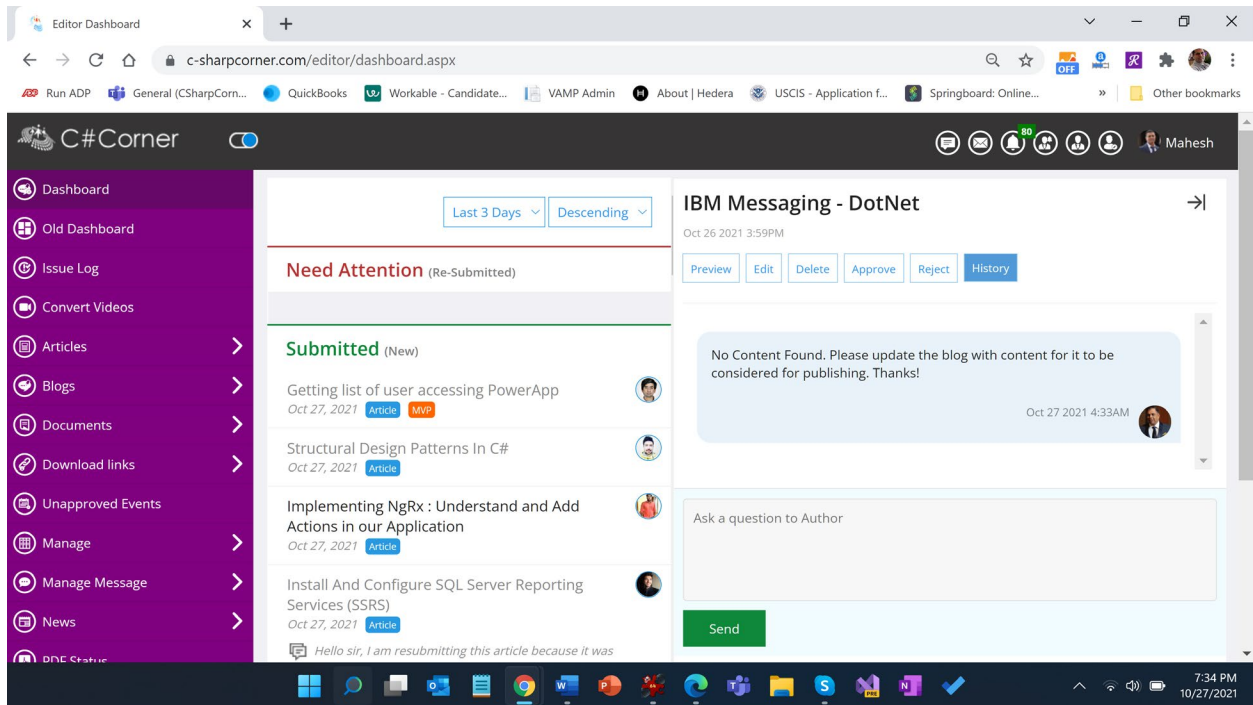 Editor Dashboard
c-sharpcorner.com/editor/dashboard.aspx
OFF
Run ADP
General (CSharpCorn...
QuickBooks
Workable - Candidate...
VAMP Admin
About | Hedera
USCIS - Application f...
Springboard: Online...
»
Other bookmarks
C#Corner
80
Mahesh
Dashboard
Old Dashboard
Issue Log
Convert Videos
Articles
Blogs
Documents
Download links
Unapproved Events
Manage
Manage Message
News
PDF Status
Last 3 Days
Descending
Need Attention (Re-Submitted)
Submitted (New)
Getting list of user accessing PowerApp
Oct 27, 2021 Article MVP
Structural Design Patterns In C#
Oct 27, 2021 Article
Implementing NgRx : Understand and Add
Actions in our Application
Oct 27, 2021 Article
Install And Configure SQL Server Reporting
Services (SSRS)
Oct 27, 2021 Article
Hello sir, I am resubmitting this article because it was
IBM Messaging - DotNet
Oct 26 2021 3:59PM
Preview
Edit
Delete
Approve
Reject
History
No Content Found. Please update the blog with content for it to be
considered for publishing. Thanks!
Oct 27 2021 4:33AM
Ask a question to Author
Send
7:34 PM
10/27/2021